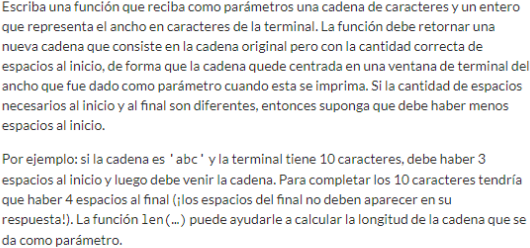 Escriba una función que reciba como parámetros una cadena de caracteres y un entero
que representa el ancho en caracteres de la terminal. La función debe retornar una
nueva cadena que consiste en la cadena original pero con la cantidad correcta de
espacios al inicio, de forma que la cadena quede centrada en una ventana de terminal del
ancho que fue dado como parámetro cuando esta se imprima. Si la cantidad de espacios
necesarios al inicio y al final son diferentes, entonces suponga que debe haber menos
espacios al inicio.
Por ejemplo: si la cadena es 'abc' y la terminal tiene 10 caracteres, debe haber 3
espacios al inicio y luego debe venir la cadena. Para completar los 10 caracteres tendría
que haber 4 espacios al final (¡los espacios del final no deben aparecer en su
respuesta!). La función len(…) puede ayudarle a calcular la longitud de la cadena que se
da como parámetro.